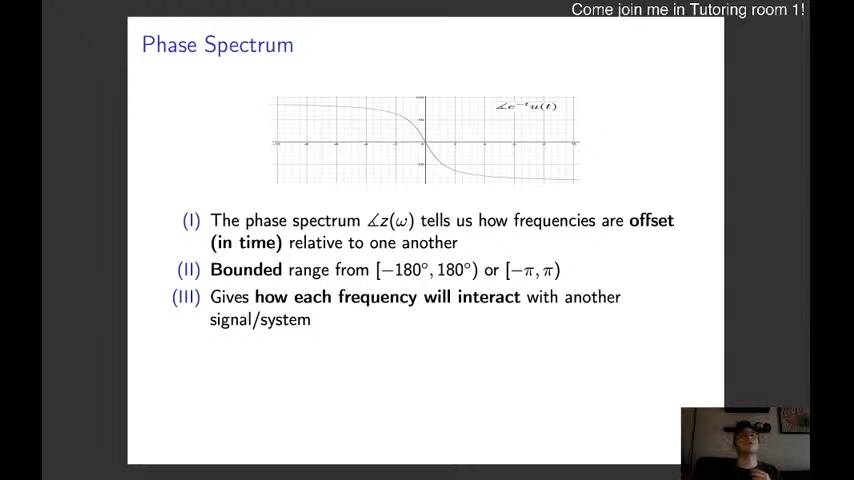 Come join me in Tutoring room 1!
Phase Spectrum
∡e⁻ᵗu(t)
(I) The phase spectrum ∡z(ω) tells us how frequencies are offset
(in time) relative to one another
(II) Bounded range from [−180°, 180°) or [−π, π)
(III) Gives how each frequency will interact with another
signal/system